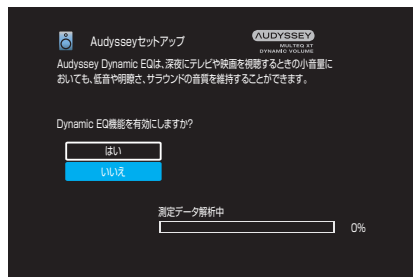 Audysseyセットアップ
AUDYSSEY
MULTEQ XT
DYNAMIC VOLUME
Audyssey Dynamic EQは、深夜にテレビや映画を視聴するときの小音量に
おいても、低音や明瞭さ、サラウンドの音質を維持することができます。
Dynamic EQ機能を有効にしますか?
はい
いいえ
測定データ解析中
0%